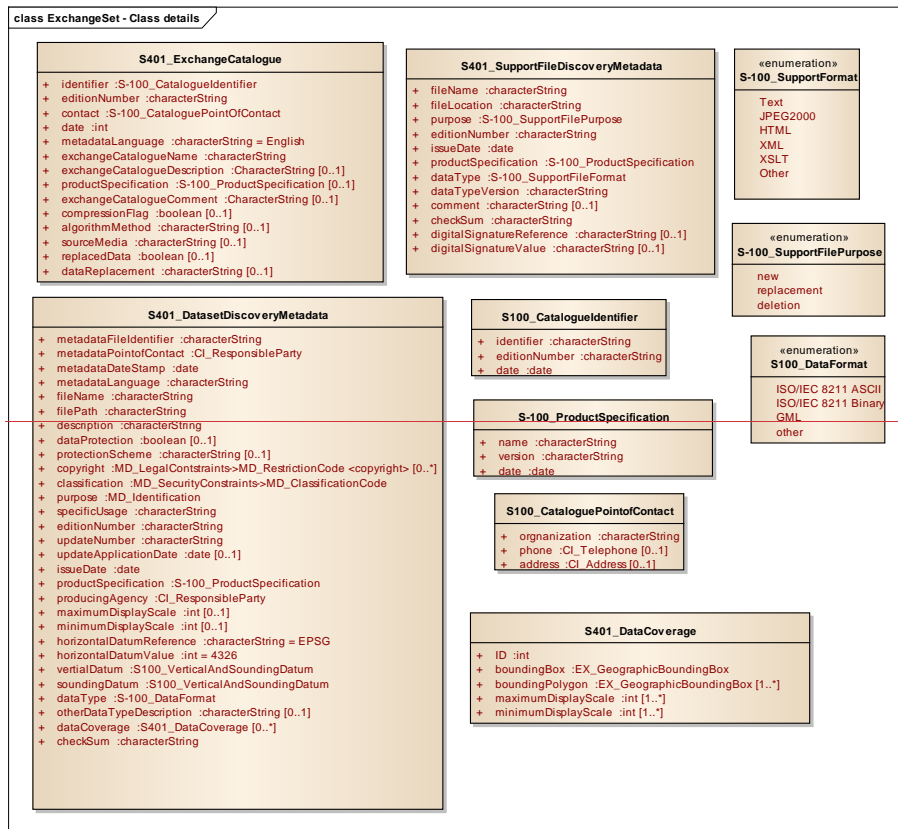 class ExchangeSet - Class details
S401_ExchangeCatalogue
+ identifier :S-100_CatalogueIdentifier
+ editionNumber :characterString
+ contact :S-100_CataloguePointOfContact
+ date :int
+ metadataLanguage :characterString = English
+ exchangeCatalogueName :characterString
+ exchangeCatalogueDescription :CharacterString [0..1]
+ productSpecification :S-100_ProductSpecification [0..1]
+ exchangeCatalogueComment :CharacterString [0..1]
+ compressionFlag :boolean [0..1]
+ algorithmMethod :characterString [0..1]
+ sourceMedia :characterString [0..1]
+ replacedData :boolean [0..1]
+ dataReplacement :characterString [0..1]
S401_SupportFileDiscoveryMetadata
+ fileName :characterString
+ fileLocation :characterString
+ purpose :S-100_SupportFilePurpose
+ editionNumber :characterString
+ issueDate :date
+ productSpecification :S-100_ProductSpecification
+ dataType :S-100_SupportFileFormat
+ dataTypeVersion :characterString
+ comment :characterString [0..1]
+ checkSum :characterString
+ digitalSignatureReference :characterString [0..1]
+ digitalSignatureValue :characterString [0..1]
«enumeration»
S-100_SupportFormat
Text
JPEG2000
HTML
XML
XSLT
Other
«enumeration»
S-100_SupportFilePurpose
new
replacement
deletion
S401_DatasetDiscoveryMetadata
+ metadataFileIdentifier :characterString
+ metadataPointofContact :CI_ResponsibleParty
+ metadataDateStamp :date
+ metadataLanguage :characterString
+ fileName :characterString
+ filePath :characterString
+ description :characterString
+ dataProtection :boolean [0..1]
+ protectionScheme :characterString [0..1]
+ copyright :MD_LegalContstraints->MD_RestrictionCode <copyright> [0..*]
+ classification :MD_SecurityConstraints->MD_ClassificationCode
+ purpose :MD_Identification
+ specificUsage :characterString
+ editionNumber :characterString
+ updateNumber :characterString
+ updateApplicationDate :date [0..1]
+ issueDate :date
+ productSpecification :S-100_ProductSpecification
+ producingAgency :CI_ResponsibleParty
+ maximumDisplayScale :int [0..1]
+ minimumDisplayScale :int [0..1]
+ horizontalDatumReference :characterString = EPSG
+ horizontalDatumValue :int = 4326
+ vertialDatum :S100_VerticalAndSoundingDatum
+ soundingDatum :S100_VerticalAndSoundingDatum
+ dataType :S-100_DataFormat
+ otherDataTypeDescription :characterString [0..1]
+ dataCoverage :S401_DataCoverage [0..*]
+ checkSum :characterString
S100_CatalogueIdentifier
+ identifier :characterString
+ editionNumber :characterString
+ date :date
«enumeration»
S100_DataFormat
ISO/IEC 8211 ASCII
ISO/IEC 8211 Binary
GML
other
S-100_ProductSpecification
+ name :characterString
+ version :characterString
+ date :date
S100_CataloguePointofContact
+ orgnanization :characterString
+ phone :CI_Telephone [0..1]
+ address :CI_Address [0..1]
S401_DataCoverage
+ ID :int
+ boundingBox :EX_GeographicBoundingBox
+ boundingPolygon :EX_GeographicBoundingBox [1..*]
+ maximumDisplayScale :int [1..*]
+ minimumDisplayScale :int [1..*]